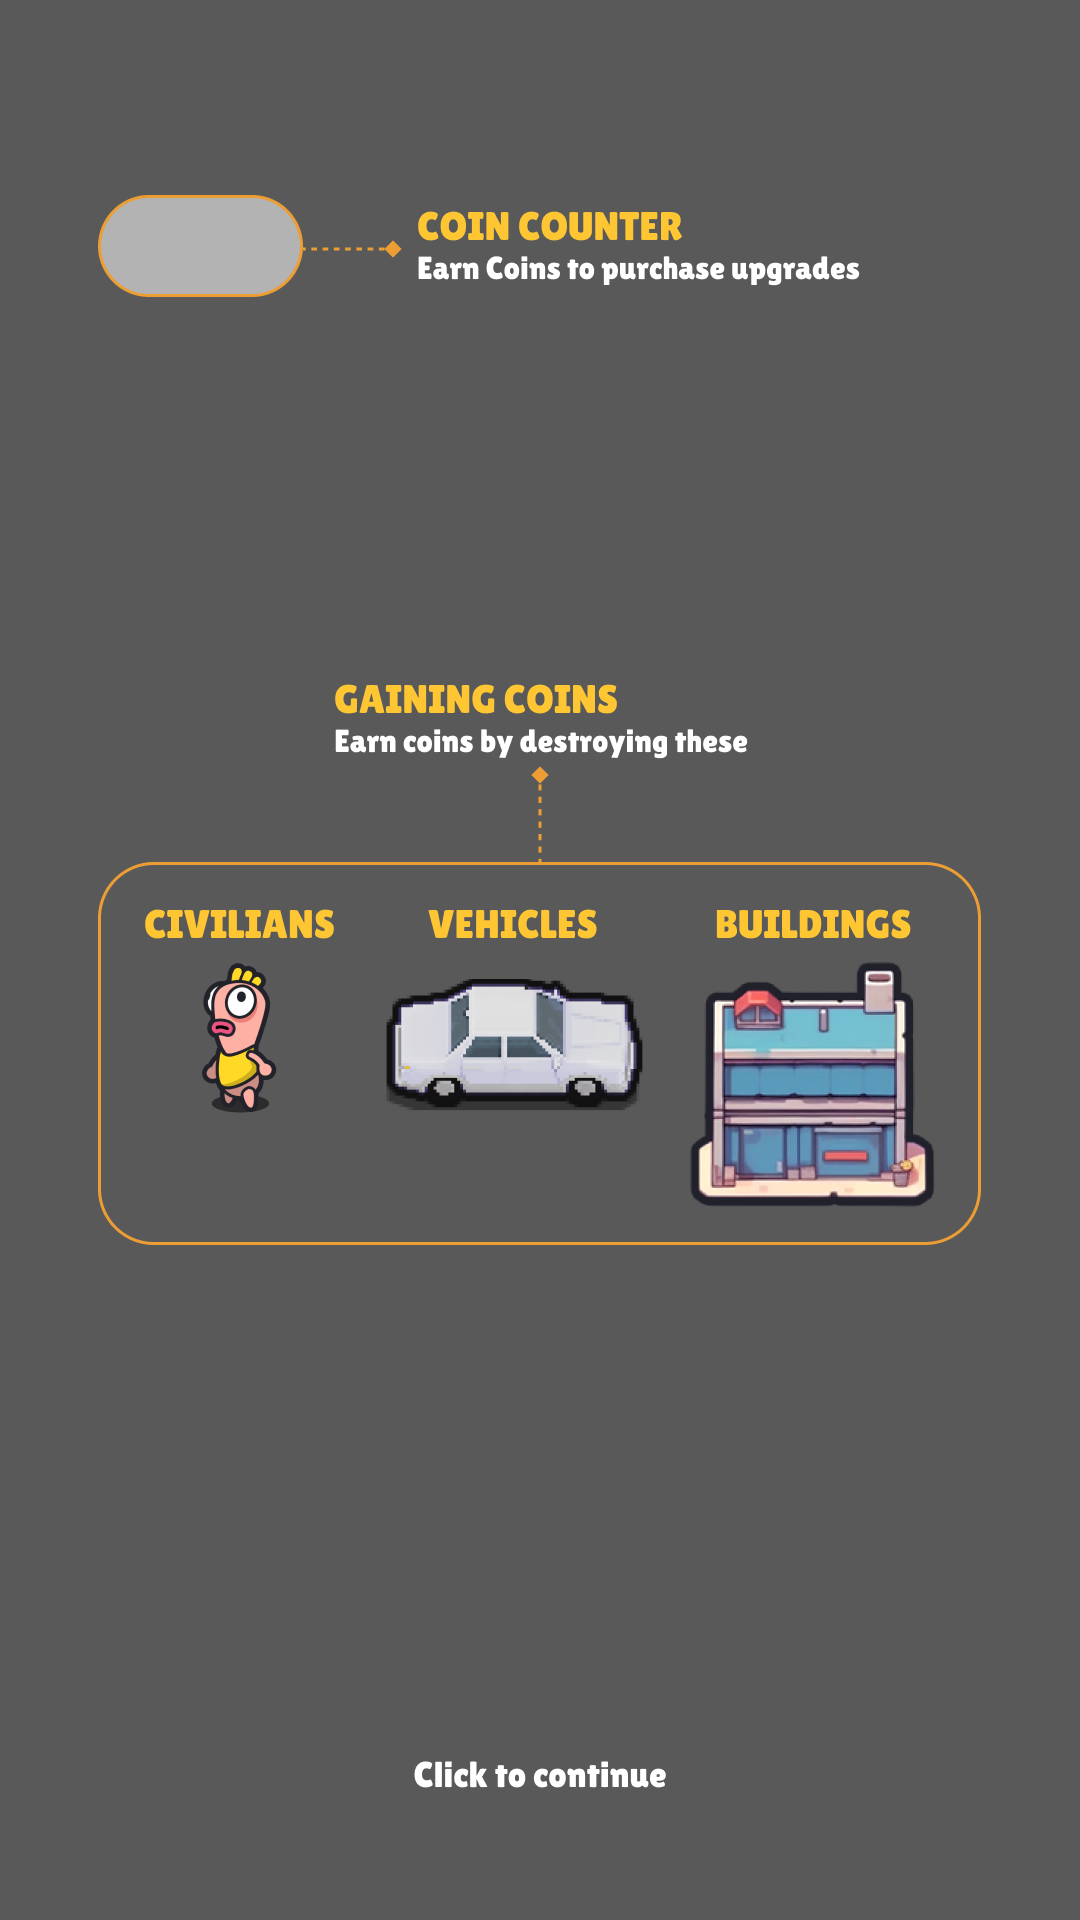 COIN COUNTER
Earn Coins to purchase upgrades
GAINING COINS
Earn coins by destroying these
CIVILIANS
VEHICLES
BUILDINGS
Click to continue